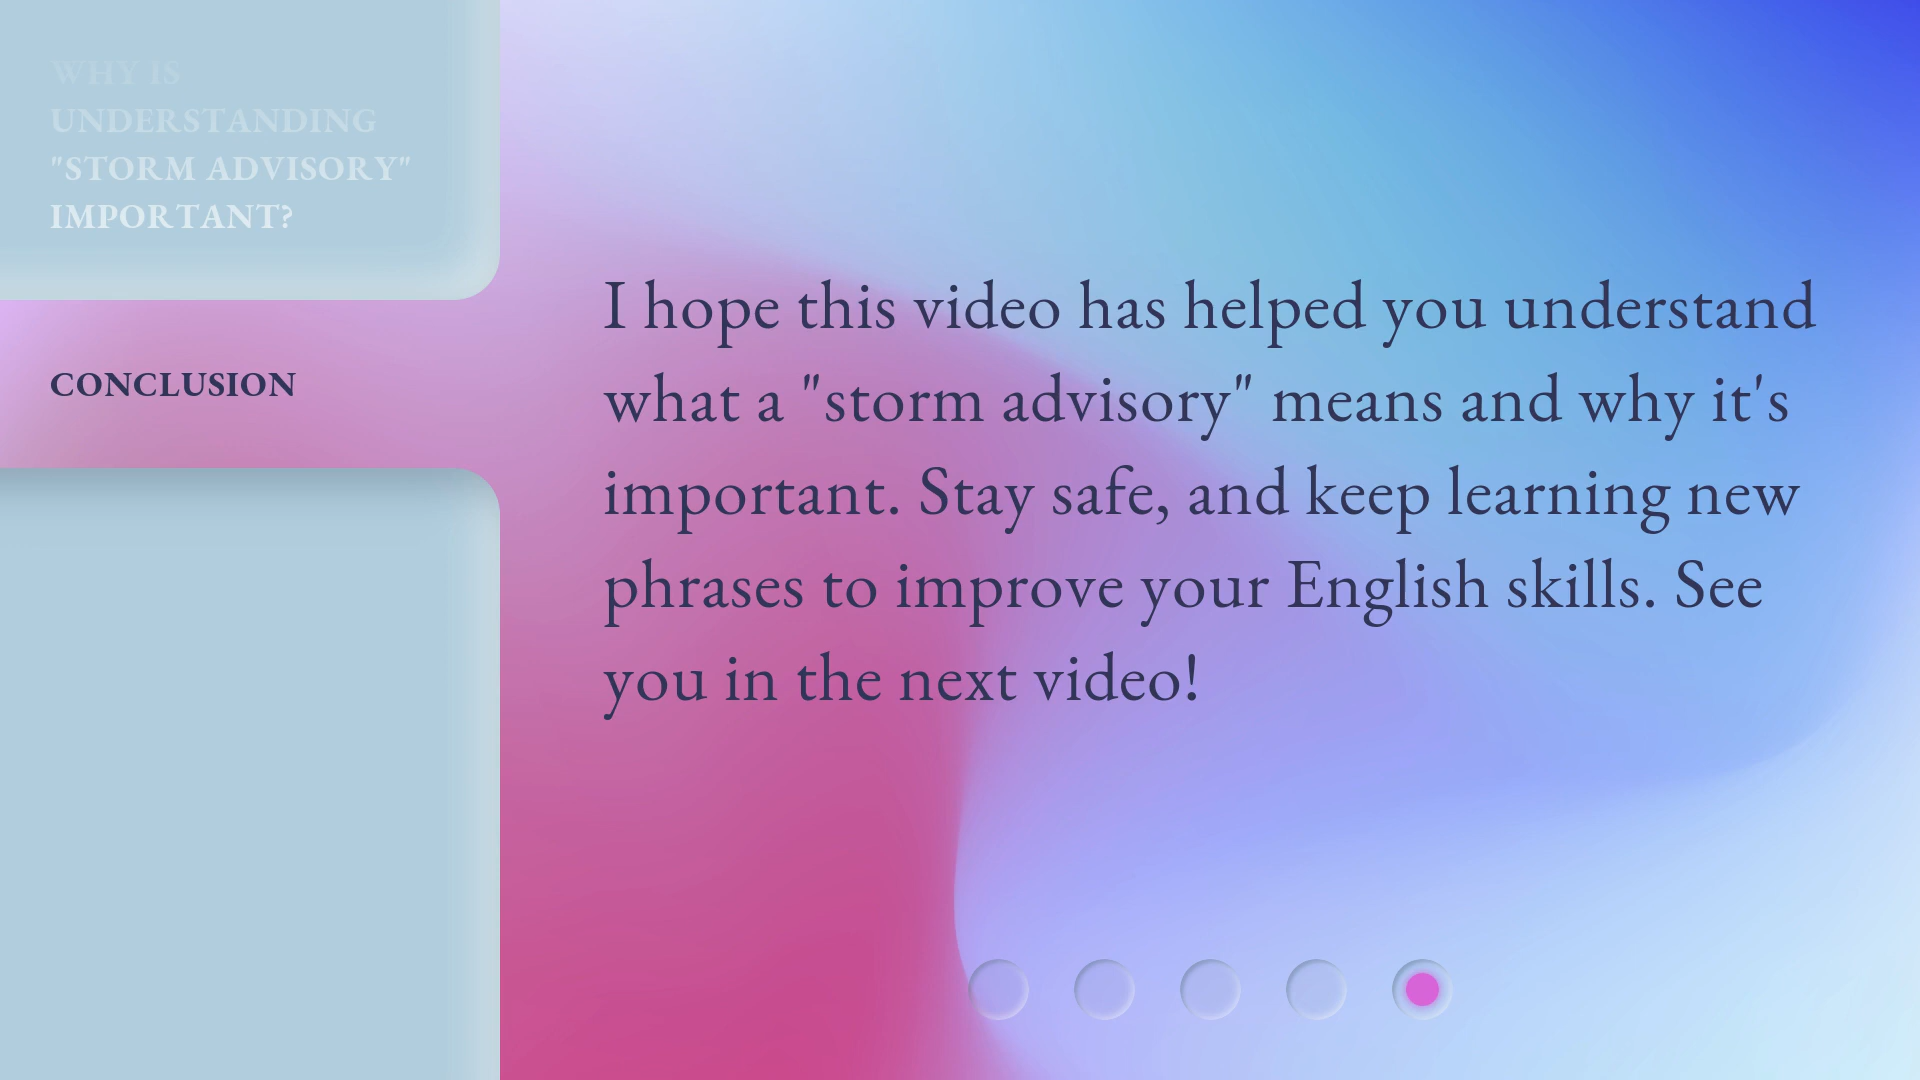 WHY IS
UNDERSTANDING
"STORM ADVISORY"
IMPORTANT?
CONCLUSION
I hope this video has helped you understand
what a "storm advisory" means and why it's
important. Stay safe, and keep learning new
phrases to improve your English skills. See
you in the next video!